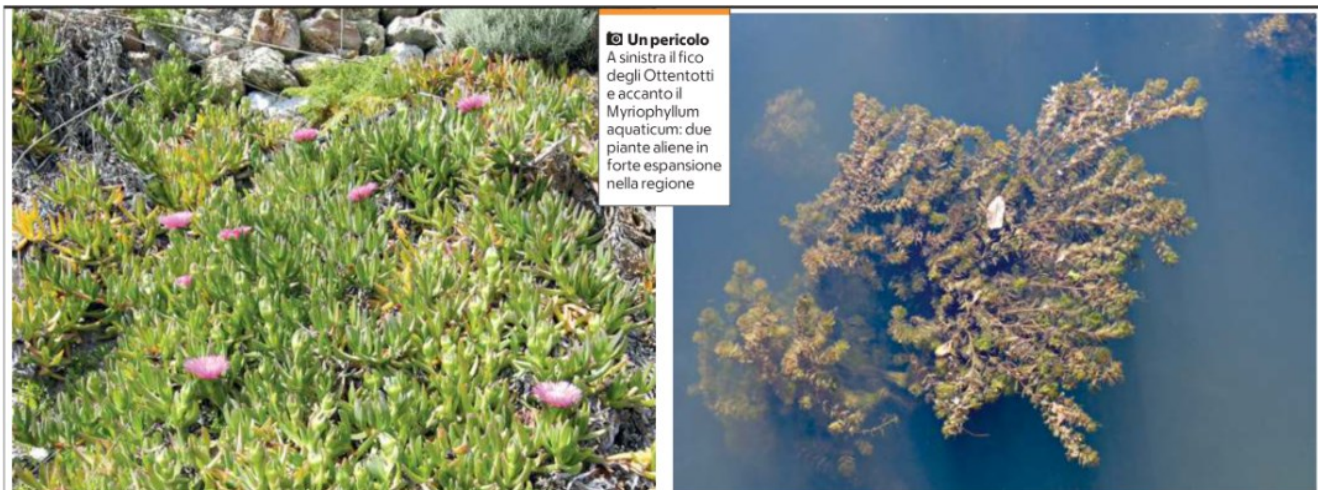 Un pericolo
A sinistra il fico
degli Ottentotti
e accanto il
Myriophyllum
aquaticum: due
piante aliene in
forte espansione
nella regione